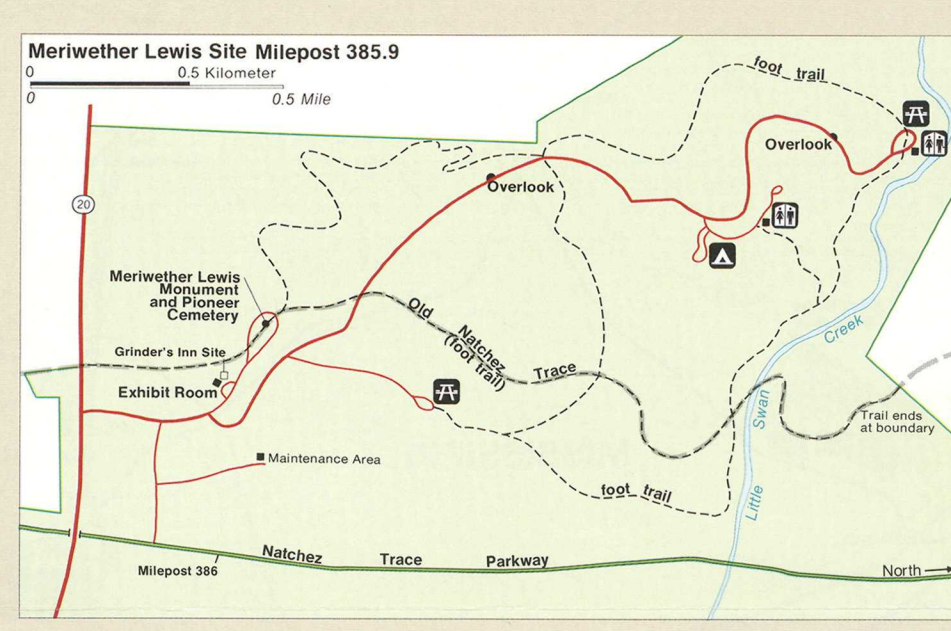 Meriwether Lewis Site Milepost 385.9
0 0.5 Kilometer
0 0.5 Mile
foot trail
Overlook
Overlook
20
Meriwether Lewis
Monument
and Pioneer
Cemetery
Old
Natchez
Trace
(foot trail)
Grinder's Inn Site
Exhibit Room
Creek
Swan
Little
Trail ends
at boundary
Maintenance Area
foot trail
Natchez Trace Parkway
Milepost 386
North